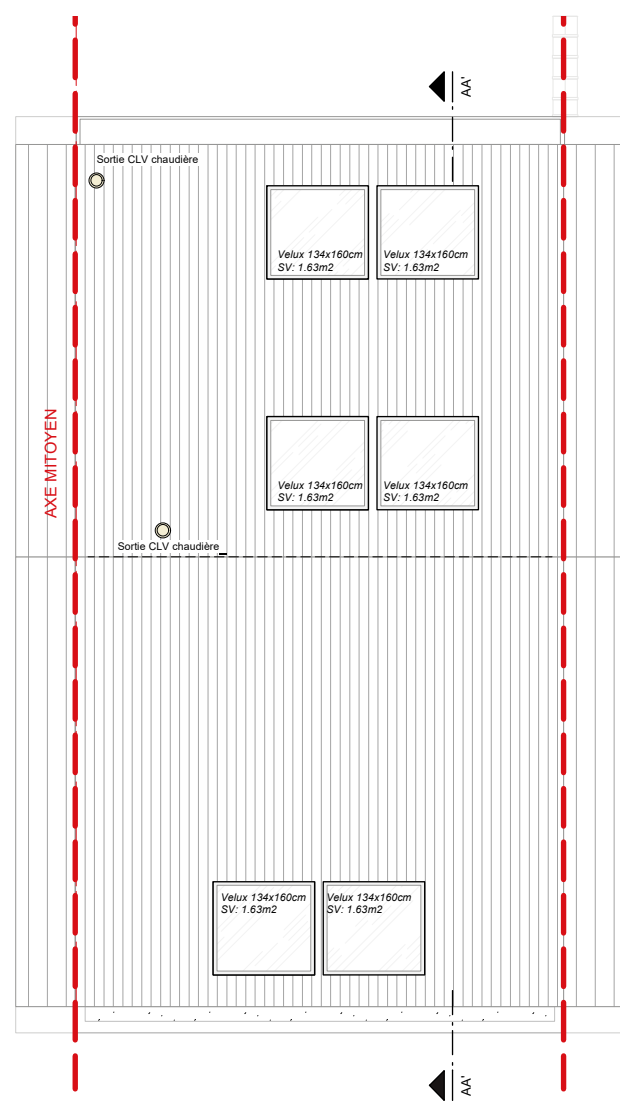 AA'
Sortie CLV chaudière
Velux 134x160cm
SV: 1.63m2
Velux 134x160cm
SV: 1.63m2
AXE MITOYEN
Velux 134x160cm
SV: 1.63m2
Velux 134x160cm
SV: 1.63m2
Sortie CLV chaudière
Velux 134x160cm
SV: 1.63m2
Velux 134x160cm
SV: 1.63m2
AA'